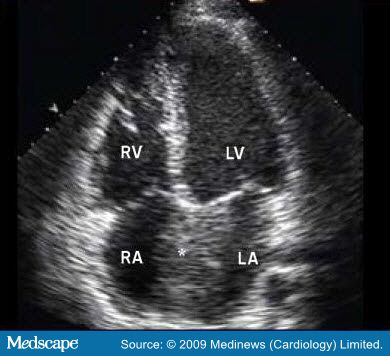 RV LV
RA * LA
Medscape Source: © 2009 Medinews (Cardiology) Limited.